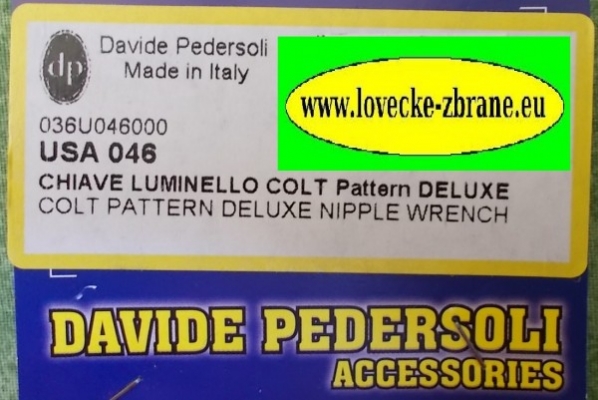 dp
Davide Pedersoli
Made in Italy
www.lovecke-zbrane.eu
036U046000
USA 046
CHIAVE LUMINELLO COLT Pattern DELUXE
COLT PATTERN DELUXE NIPPLE WRENCH
DAVIDE PEDERSOLI
ACCESSORIES